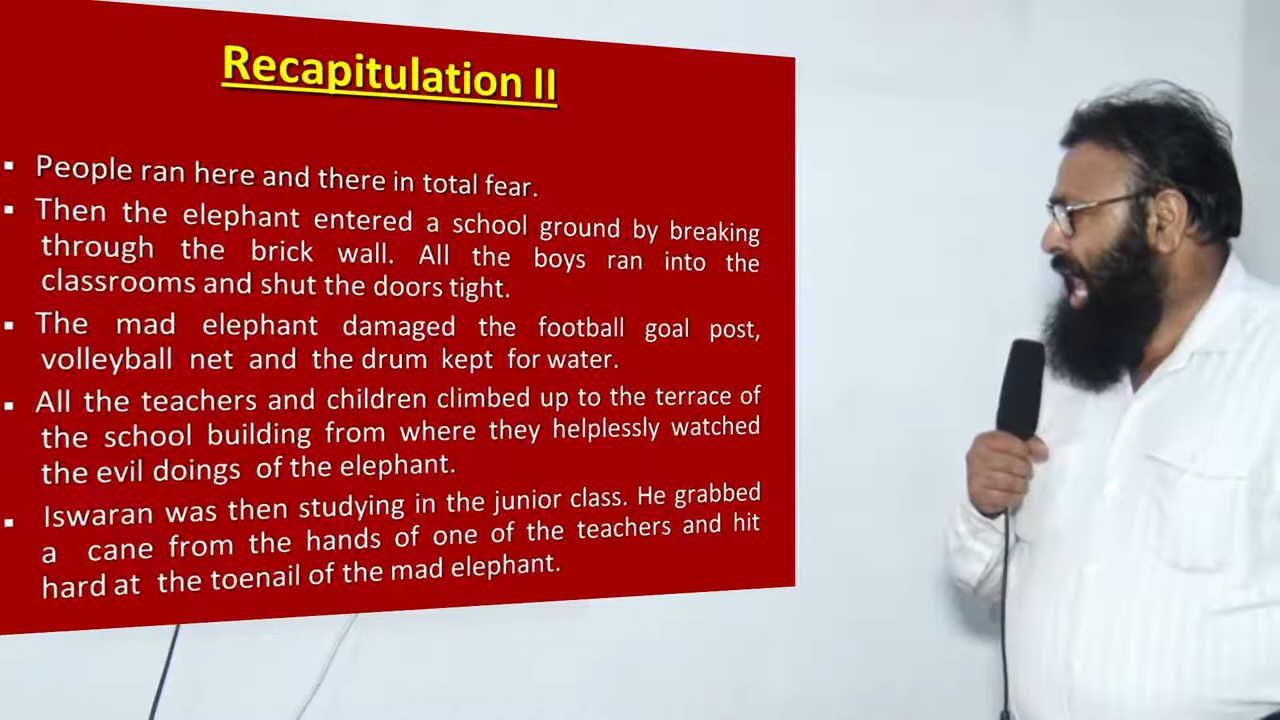 Recapitulation II
▪ People ran here and there in total fear.
▪ Then the elephant entered a school ground by breaking
through the brick wall. All the boys ran into the
classrooms and shut the doors tight.
▪ The mad elephant damaged the football goal post,
volleyball net and the drum kept for water.
▪ All the teachers and children climbed up to the terrace of
the school building from where they helplessly watched
the evil doings of the elephant.
▪ Iswaran was then studying in the junior class. He grabbed
a cane from the hands of one of the teachers and hit
hard at the toenail of the mad elephant.